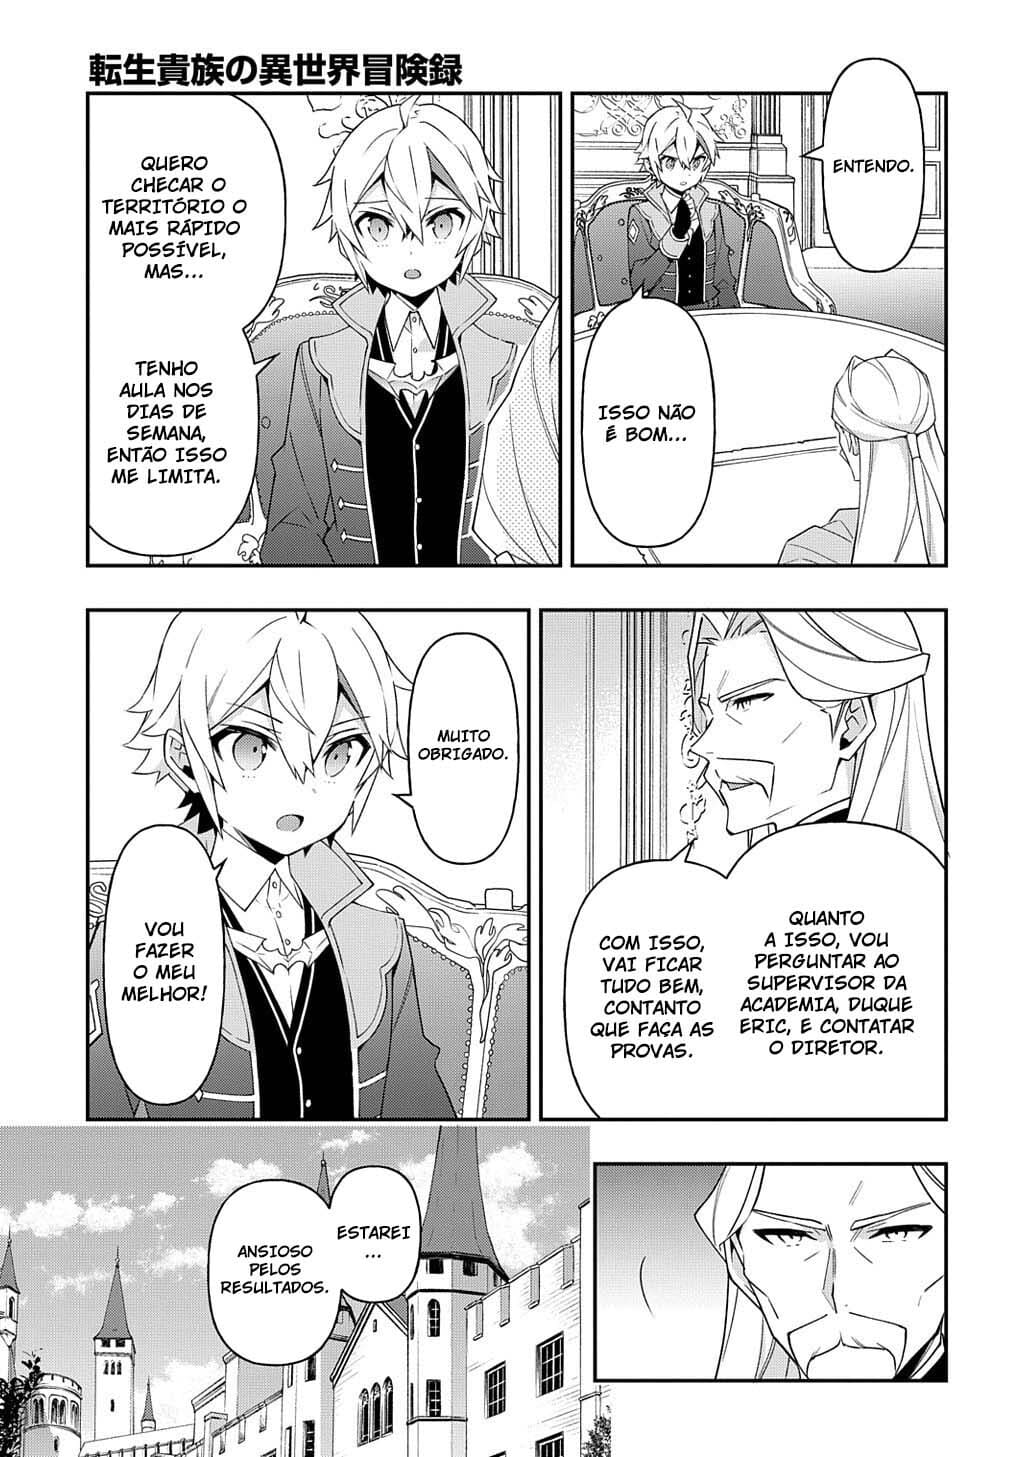 転生貴族の異世界冒険録
ENTENDO.
ISSO NÃO
É BOM...
QUERO
CHECAR O
TERRITÓRIO O
MAIS RÁPIDO
POSSÍVEL,
MAS...
TENHO
AULA NOS
DIAS DE
SEMANA,
ENTÃO ISSO
ME LIMITA.
QUANTO
A ISSO, VOU
PERGUNTAR AO
SUPERVISOR DA
ACADEMIA, DUQUE
ERIC, E CONTATAR
O DIRETOR.
COM ISSO,
VAI FICAR
TUDO BEM,
CONTANTO
QUE FAÇA AS
PROVAS.
MUITO
OBRIGADO.
VOU
FAZER
O MEU
MELHOR!
ESTAREI
...
ANSIOSO
PELOS
RESULTADOS.